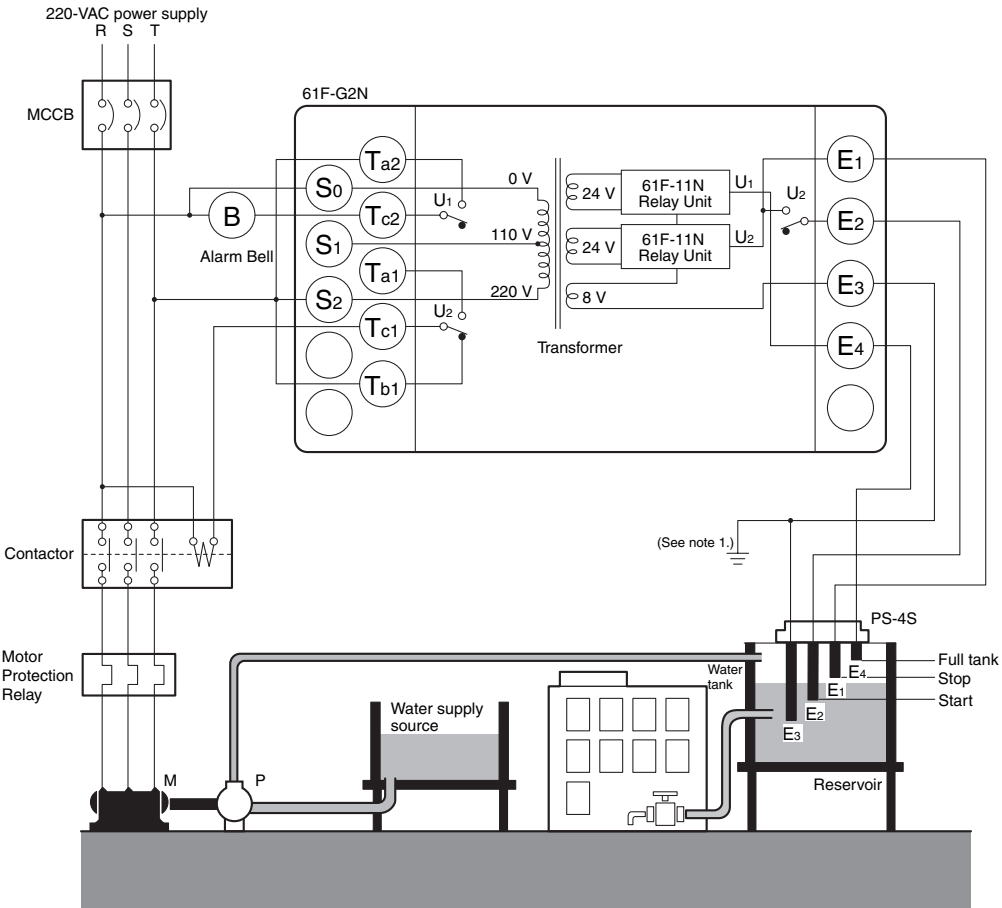 220-VAC power supply
R S T
MCCB
61F-G2N
Ta2
S0
Tc2
B
Alarm Bell
S1
Ta1
S2
Tc1
Tb1
U1
U2
0 V
110 V
220 V
24 V
24 V
8 V
Transformer
61F-11N
Relay Unit
U1
61F-11N
Relay Unit
U2
U2
E1
E2
E3
E4
Contactor
(See note 1.)
PS-4S
Motor
Protection
Relay
Water supply
source
Water
tank
E4
E1
E2
E3
Full tank
Stop
Start
Reservoir
M
P